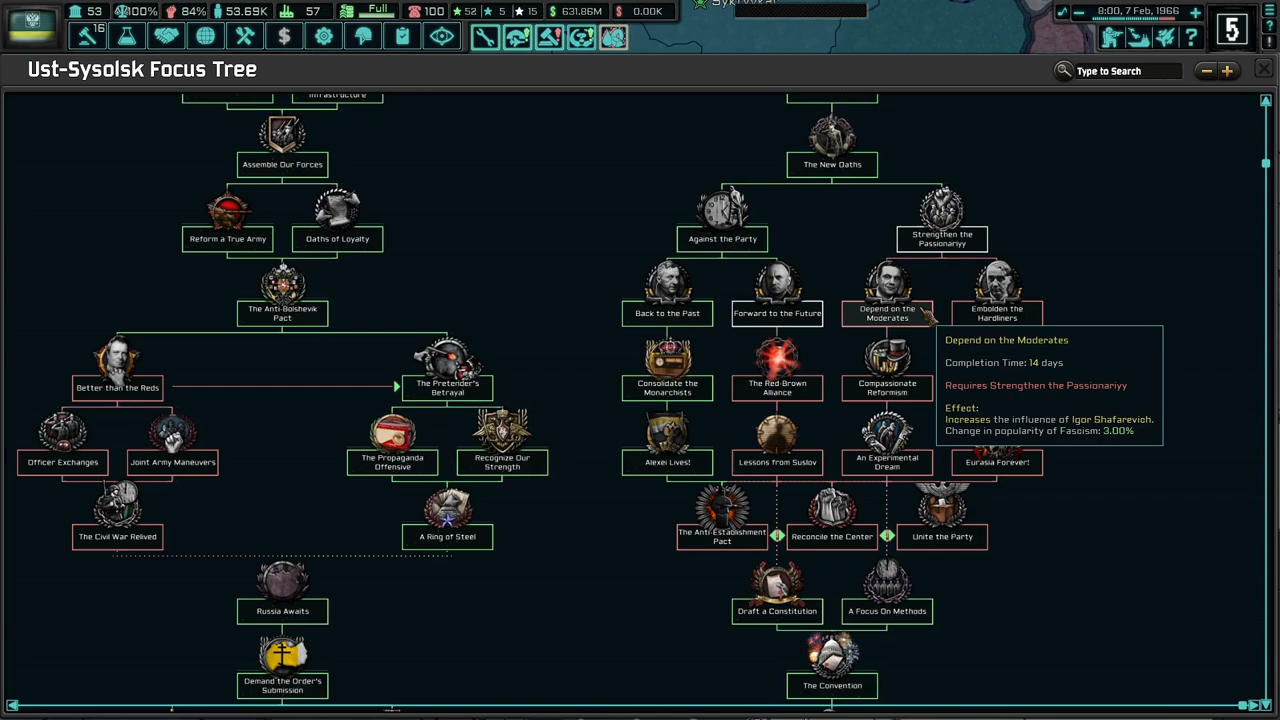 53
100%
84%
53.69K
57
Full
100
52
5
15
631.86M
0.00K
8:00, 7 Feb, 1966
5
16
Ust-Sysolsk Focus Tree
Type to Search
Infrastructure
Assemble Our Forces
The New Oaths
Reform a True Army
Oaths of Loyalty
Against the Party
Strengthen the
Passionariyy
The Anti-Bolshevik
Pact
Back to the Past
Forward to the Future
Depend on the
Moderates
Embolden the
Hardliners
Depend on the Moderates
Completion Time: 14 days
Requires Strengthen the Passionariyy
Effect:
Increases the influence of Igor Shafarevich.
Change in popularity of Fascism: 3.00%
Better than the Reds
The Pretender's
Betrayal
Consolidate the
Monarchists
The Red-Brown
Alliance
Compassionate
Reformism
Officer Exchanges
Joint Army Maneuvers
The Propaganda
Offensive
Recognize Our
Strength
Alexei Lives!
Lessons from Suslov
An Experimental
Dream
Eurasia Forever!
The Civil War Relived
A Ring of Steel
The Anti-Establishment
Pact
Reconcile the Center
Unite the Party
Russia Awaits
Draft a Constitution
A Focus On Methods
Demand the Order's
Submission
The Convention